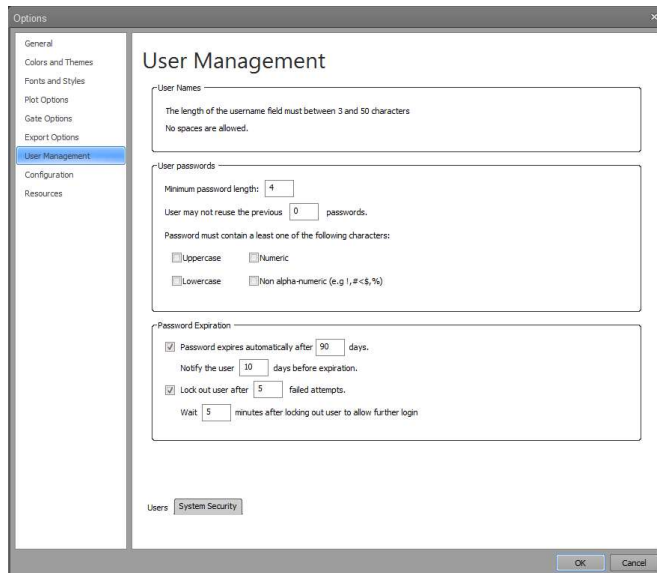 Options
×
General
Colors and Themes
Fonts and Styles
Plot Options
Gate Options
Export Options
User Management
Configuration
Resources
User Management
User Names
The length of the username field must between 3 and 50 characters
No spaces are allowed.
User passwords
Minimum password length: 4
User may not reuse the previous 0 passwords.
Password must contain a least one of the following characters:
Uppercase Numeric
Lowercase Non alpha-numeric (e.g !,#<$,%)
Password Expiration
Password expires automatically after 90 days.
Notify the user 10 days before expiration.
Lock out user after 5 failed attempts.
Wait 5 minutes after locking out user to allow further login
Users System Security
OK Cancel